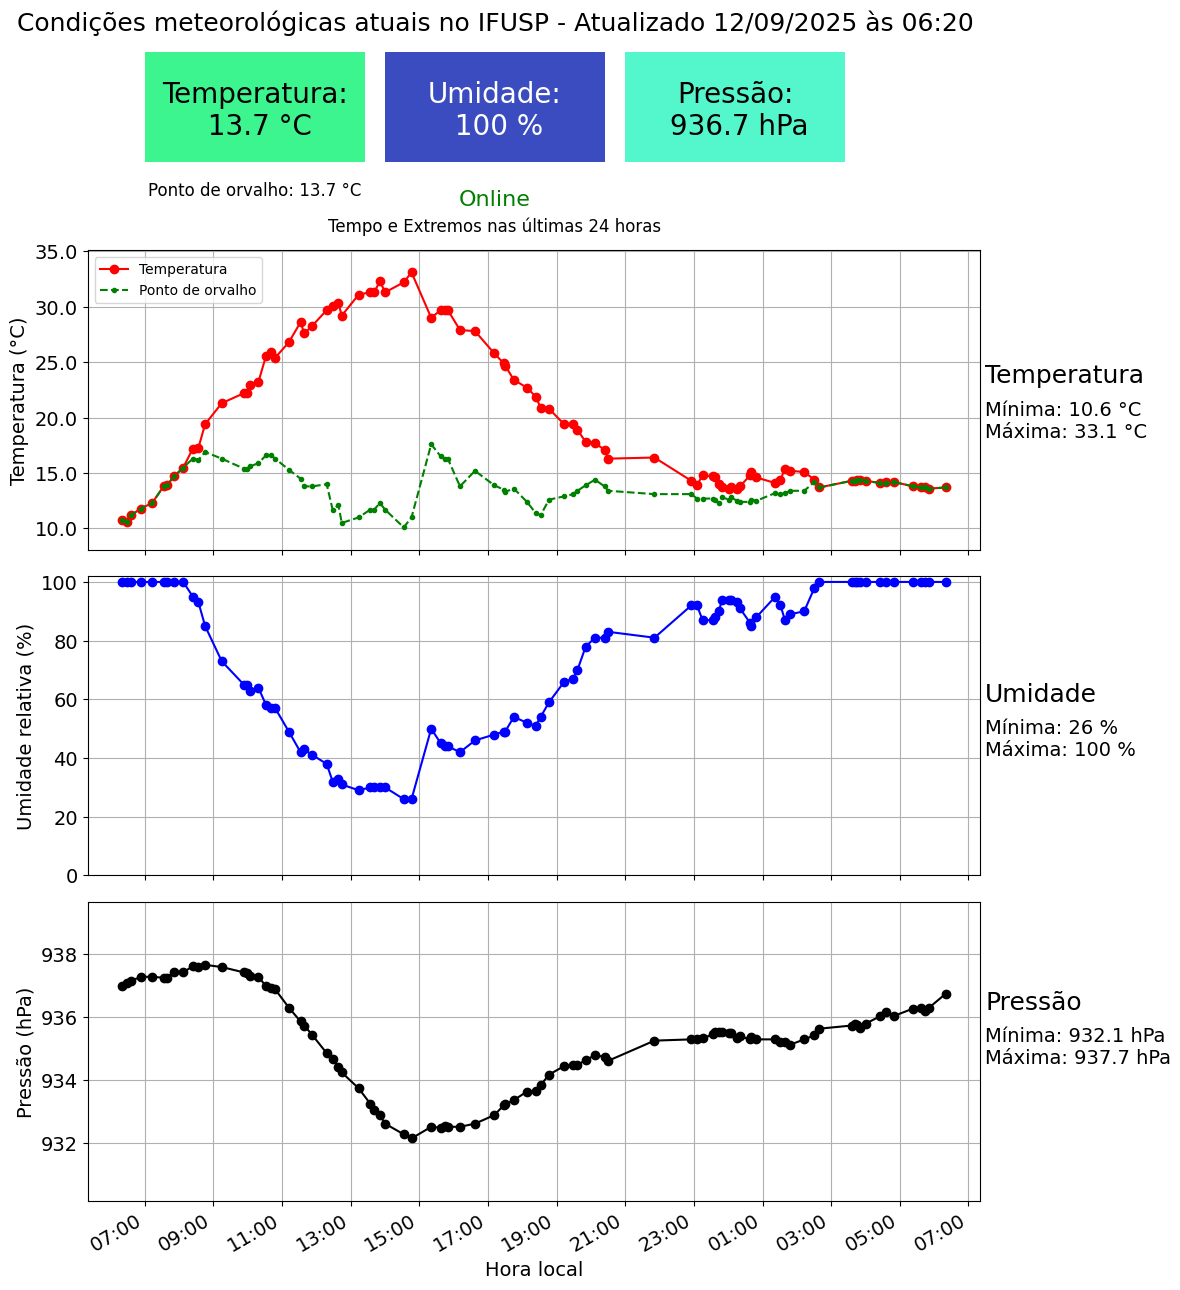 Condições meteorológicas atuais no IFUSP - Atualizado 12/09/2025 às 06:20
Temperatura:
13.7 °C
Umidade:
100 %
Pressão:
936.7 hPa
Ponto de orvalho: 13.7 °C
Online
Tempo e Extremos nas últimas 24 horas
35.0
30.0
25.0
20.0
15.0
10.0
Temperatura (°C)
Temperatura
Ponto de orvalho
Temperatura
Mínima: 10.6 °C
Máxima: 33.1 °C
100
80
60
40
20
0
Umidade relativa (%)
Umidade
Mínima: 26 %
Máxima: 100 %
938
936
934
932
Pressão (hPa)
Pressão
Mínima: 932.1 hPa
Máxima: 937.7 hPa
07:00 09:00 11:00 13:00 15:00 17:00 19:00 21:00 23:00 01:00 03:00 05:00 07:00
Hora local